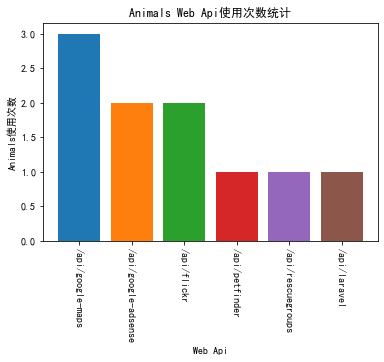 Animals Web Api使用次数统计
Animals使用次数
3.0
2.5
2.0
1.5
1.0
0.5
0.0
/api/google-maps
/api/google-adsense
/api/flickr
/api/petfinder
/api/rescuegroups
/api/laravel
Web Api